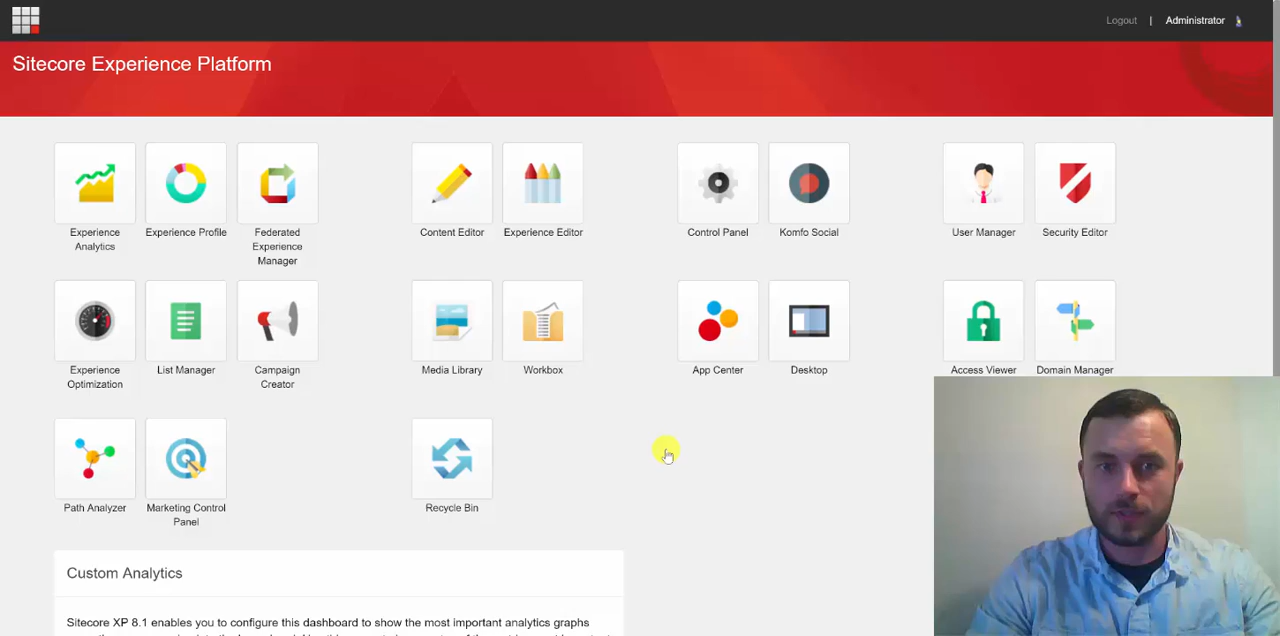 Logout | Administrator
Sitecore Experience Platform
Experience
Analytics
Experience Profile
Federated
Experience
Manager
Content Editor
Experience Editor
Control Panel
Komfo Social
User Manager
Security Editor
Experience
Optimization
List Manager
Campaign
Creator
Media Library
Workbox
App Center
Desktop
Access Viewer
Domain Manager
Path Analyzer
Marketing Control
Panel
Recycle Bin
Custom Analytics
Sitecore XP 8.1 enables you to configure this dashboard to show the most important analytics graphs